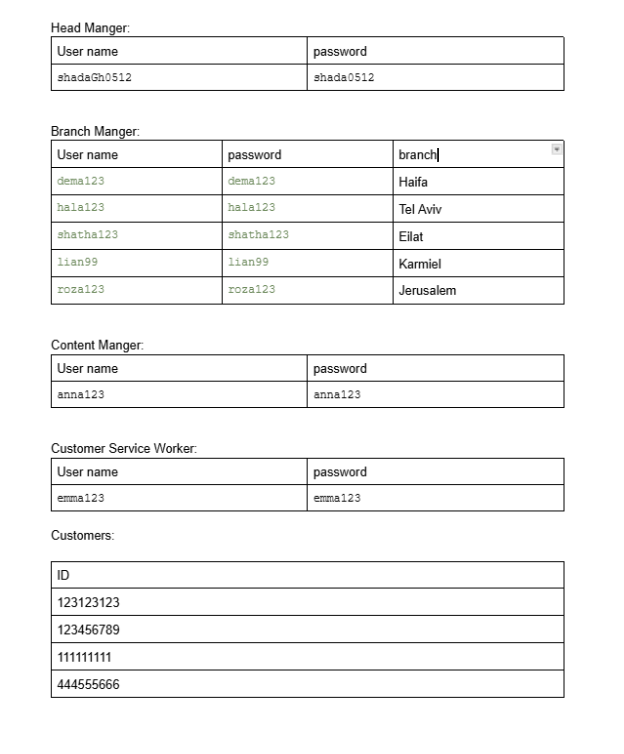 Head Manger:
User name password
shadaGh0512 shada0512
Branch Manger:
User name password branch
dema123 dema123 Haifa
hala123 hala123 Tel Aviv
shatha123 shatha123 Eilat
lian99 lian99 Karmiel
roza123 roza123 Jerusalem
Content Manger:
User name password
anna123 anna123
Customer Service Worker:
User name password
emma123 emma123
Customers:
ID
123123123
123456789
111111111
444555666